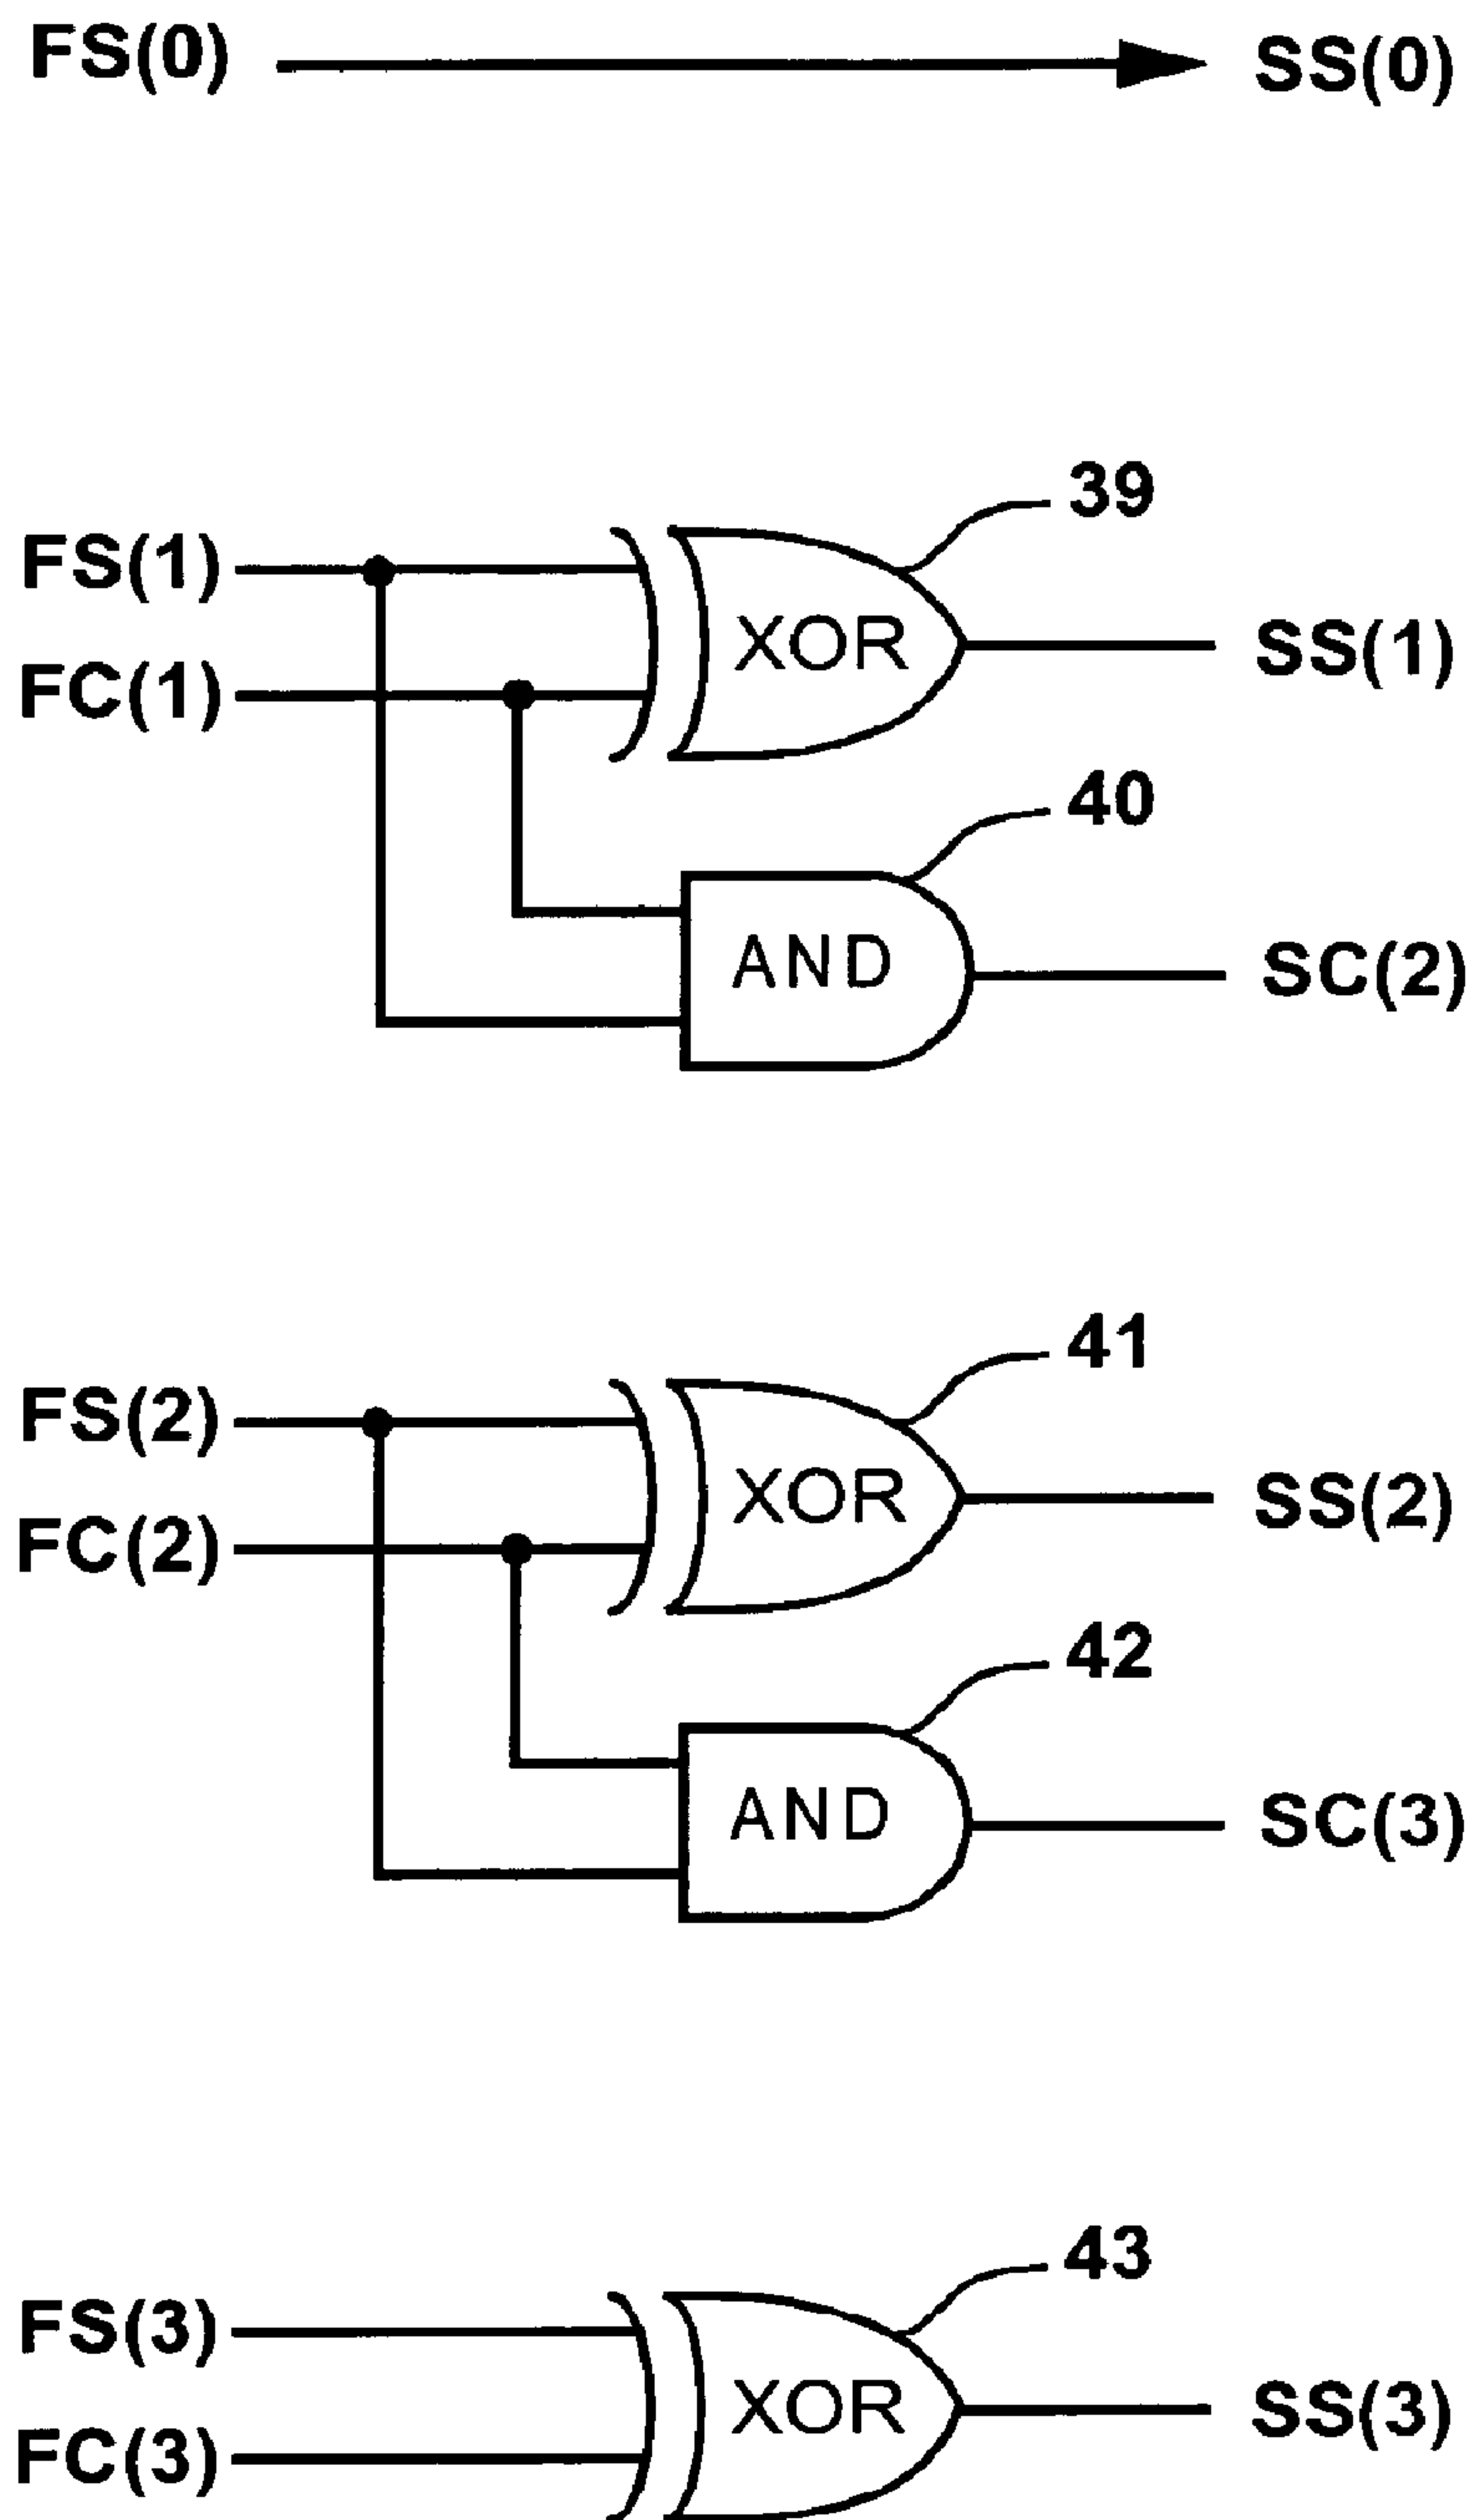 FS(0) SS(0)
39
FS(1)
XOR SS(1)
FC(1)
40
AND SC(2)
41
FS(2)
XOR SS(2)
FC(2)
42
AND SC(3)
43
FS(3)
XOR SS(3)
FC(3)